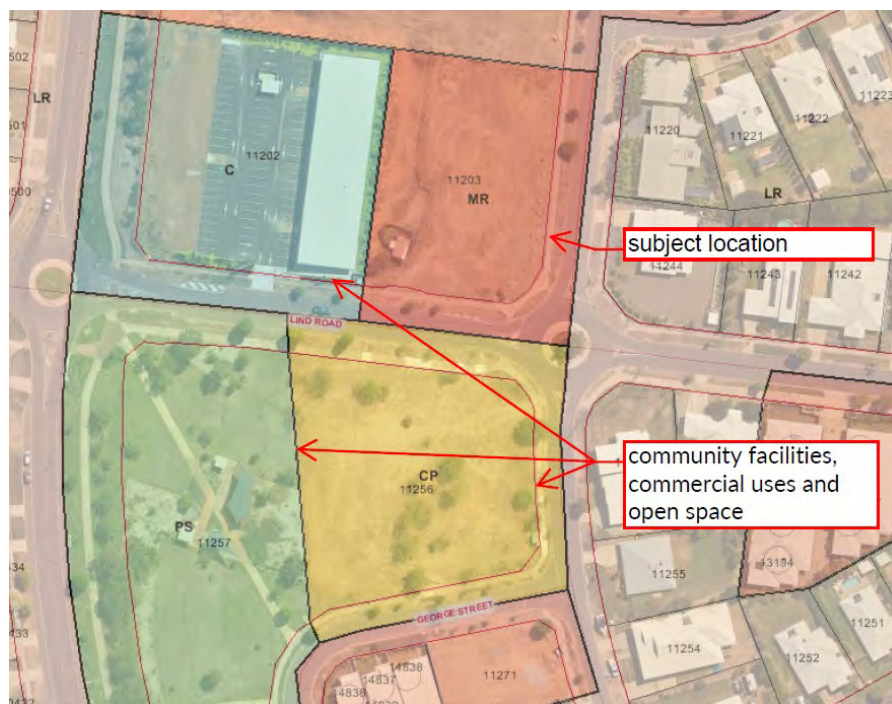 502
LR
501
500
11202
C
11203
MR
11220
11221
11222
11223
LR
subject location
11244
11243
11242
LIND ROAD
community facilities,
commercial uses and
open space
CP
11256
PS
11257
434
433
11255
13194
11254
11252
11251
GEORGE STREET
14838
14837
14836
11271